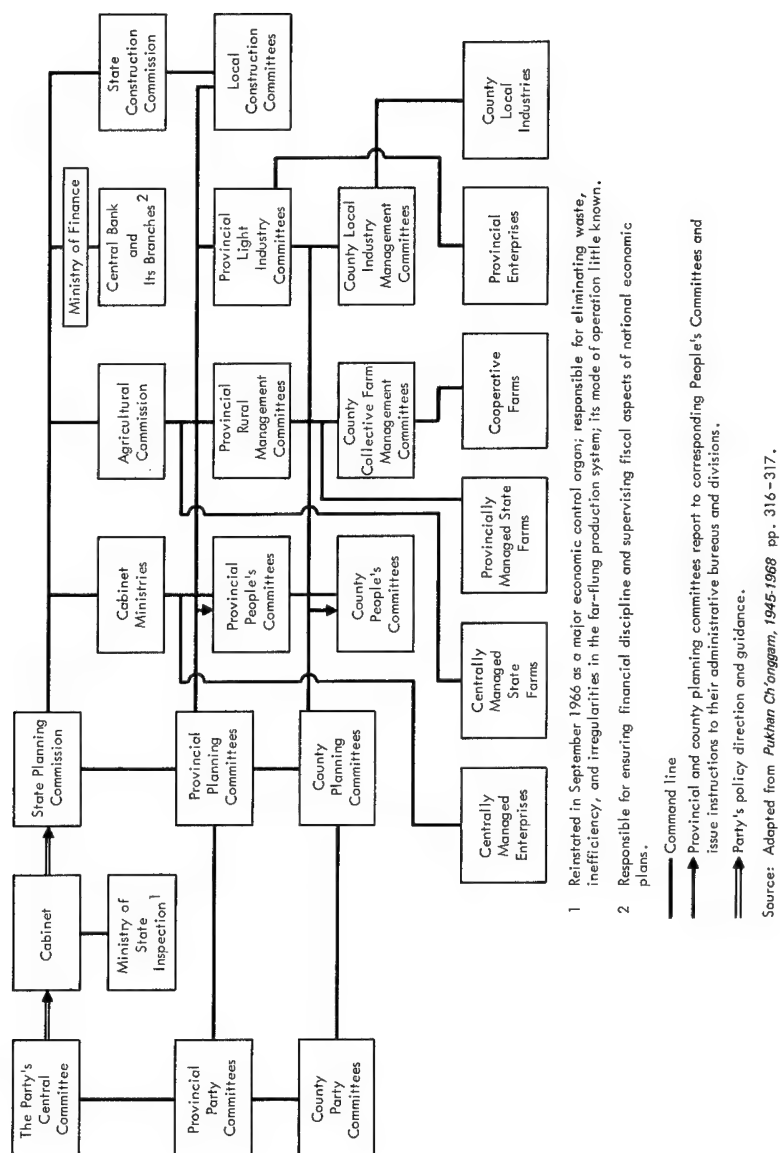 The Party's
Central
Committee
Cabinet
State Planning
Commission
Ministry of
State
Inspection 1
Cabinet
Ministries
Agricultural
Commission
Ministry of Finance
Central Bank
and
Its Branches 2
State
Construction
Commission
Provincial
Party
Committees
Provincial
Planning
Committees
Provincial
People's
Committees
Provincial
Rural
Management
Committees
Provincial
Light
Industry
Committees
Local
Construction
Committees
County
Party
Committees
County
Planning
Committees
County
People's
Committees
County
Collective Farm
Management
Committees
County Local
Industry
Management
Committees
Centrally
Managed
Enterprises
Centrally
Managed
State
Farms
Provincially
Managed State
Farms
Cooperative
Farms
Provincial
Enterprises
County
Local
Industries
1 Reinstated in September 1966 as a major economic control organ; responsible for eliminating waste,
inefficiency, and irregularities in the far-flung production system; its mode of operation little known.
2 Responsible for ensuring financial discipline and supervising fiscal aspects of national economic
plans.
Command line
Provincial and county planning committees report to corresponding People's Committees and
issue instructions to their administrative bureaus and divisions.
Party's policy direction and guidance.
Source: Adapted from Pukhan Ch'onggam, 1945-1968 pp. 316-317.